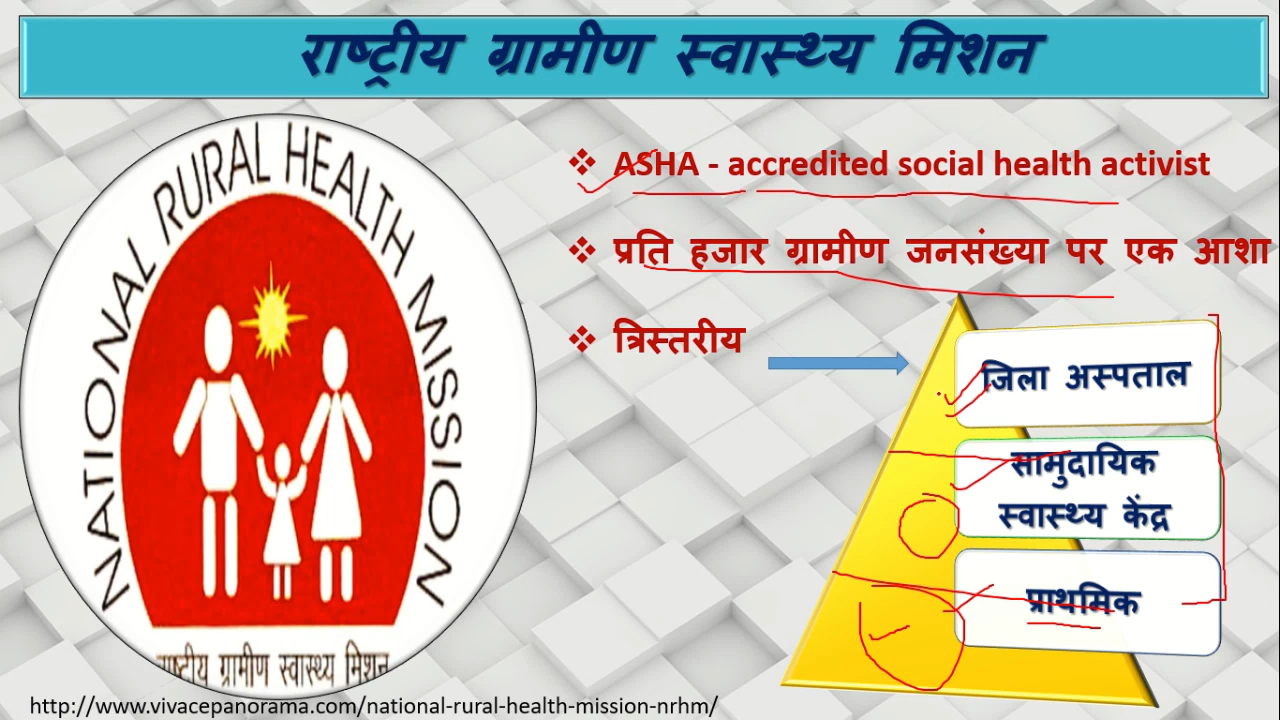 राष्ट्रीय ग्रामीण स्वास्थ्य मिशन
NATIONAL RURAL HEALTH MISSION
राष्ट्रीय ग्रामीण स्वास्थ्य मिशन
❖ ASHA - accredited social health activist
❖ प्रति हजार ग्रामीण जनसंख्या पर एक आशा
❖ त्रिस्तरीय
जिला अस्पताल
सामुदायिक
स्वास्थ्य केंद्र
प्राथमिक
http://www.vivacepanorama.com/national-rural-health-mission-nrhm/